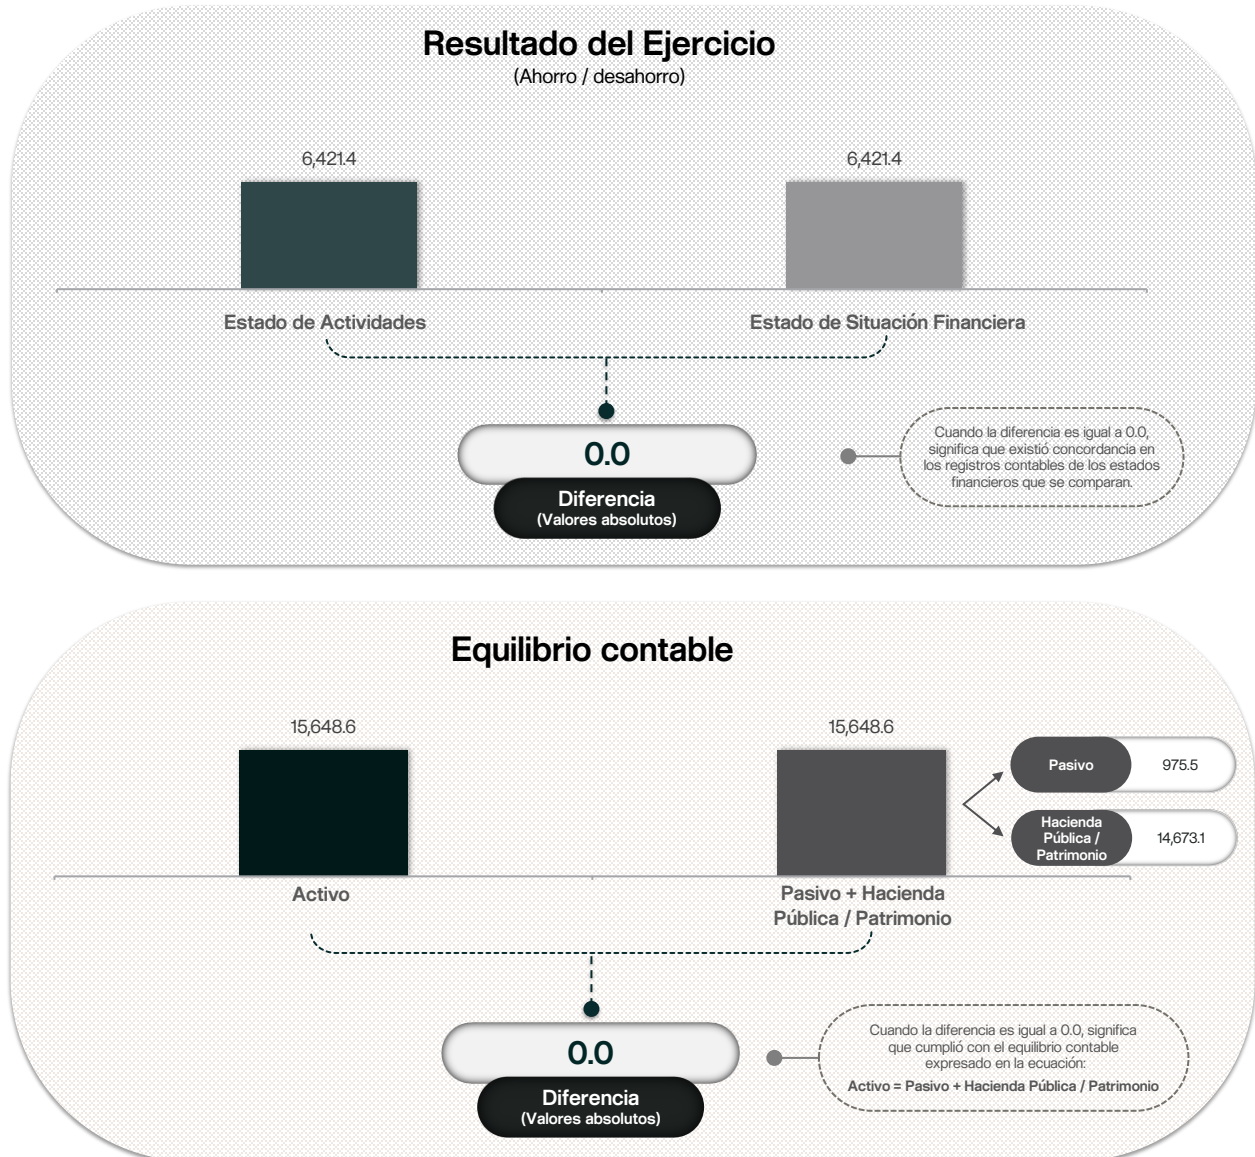 Resultado del Ejercicio
(Ahorro / desahorro)
6,421.4
6,421.4
Estado de Actividades
Estado de Situación Financiera
0.0
Diferencia
(Valores absolutos)
Cuando la diferencia es igual a 0.0,
significa que existió concordancia en
los registros contables de los estados
financieros que se comparan.
Equilibrio contable
15,648.6
15,648.6
Pasivo
975.5
Hacienda
Pública /
Patrimonio
14,673.1
Activo
Pasivo + Hacienda
Pública / Patrimonio
0.0
Diferencia
(Valores absolutos)
Cuando la diferencia es igual a 0.0, significa
que cumplió con el equilibrio contable
expresado en la ecuación:
Activo = Pasivo + Hacienda Pública / Patrimonio